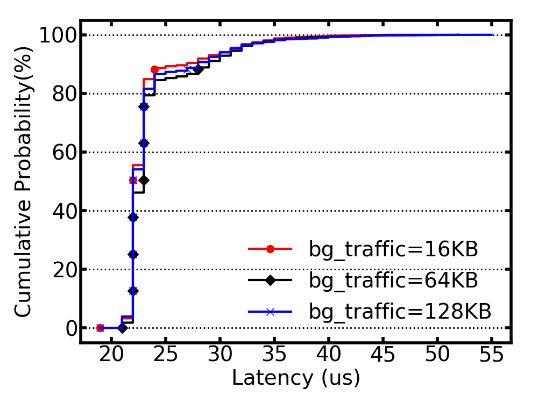 Cumulative Probability(%)
100
80
60
40
20
0
bg_traffic=16KB
bg_traffic=64KB
bg_traffic=128KB
20 25 30 35 40 45 50 55
Latency (us)